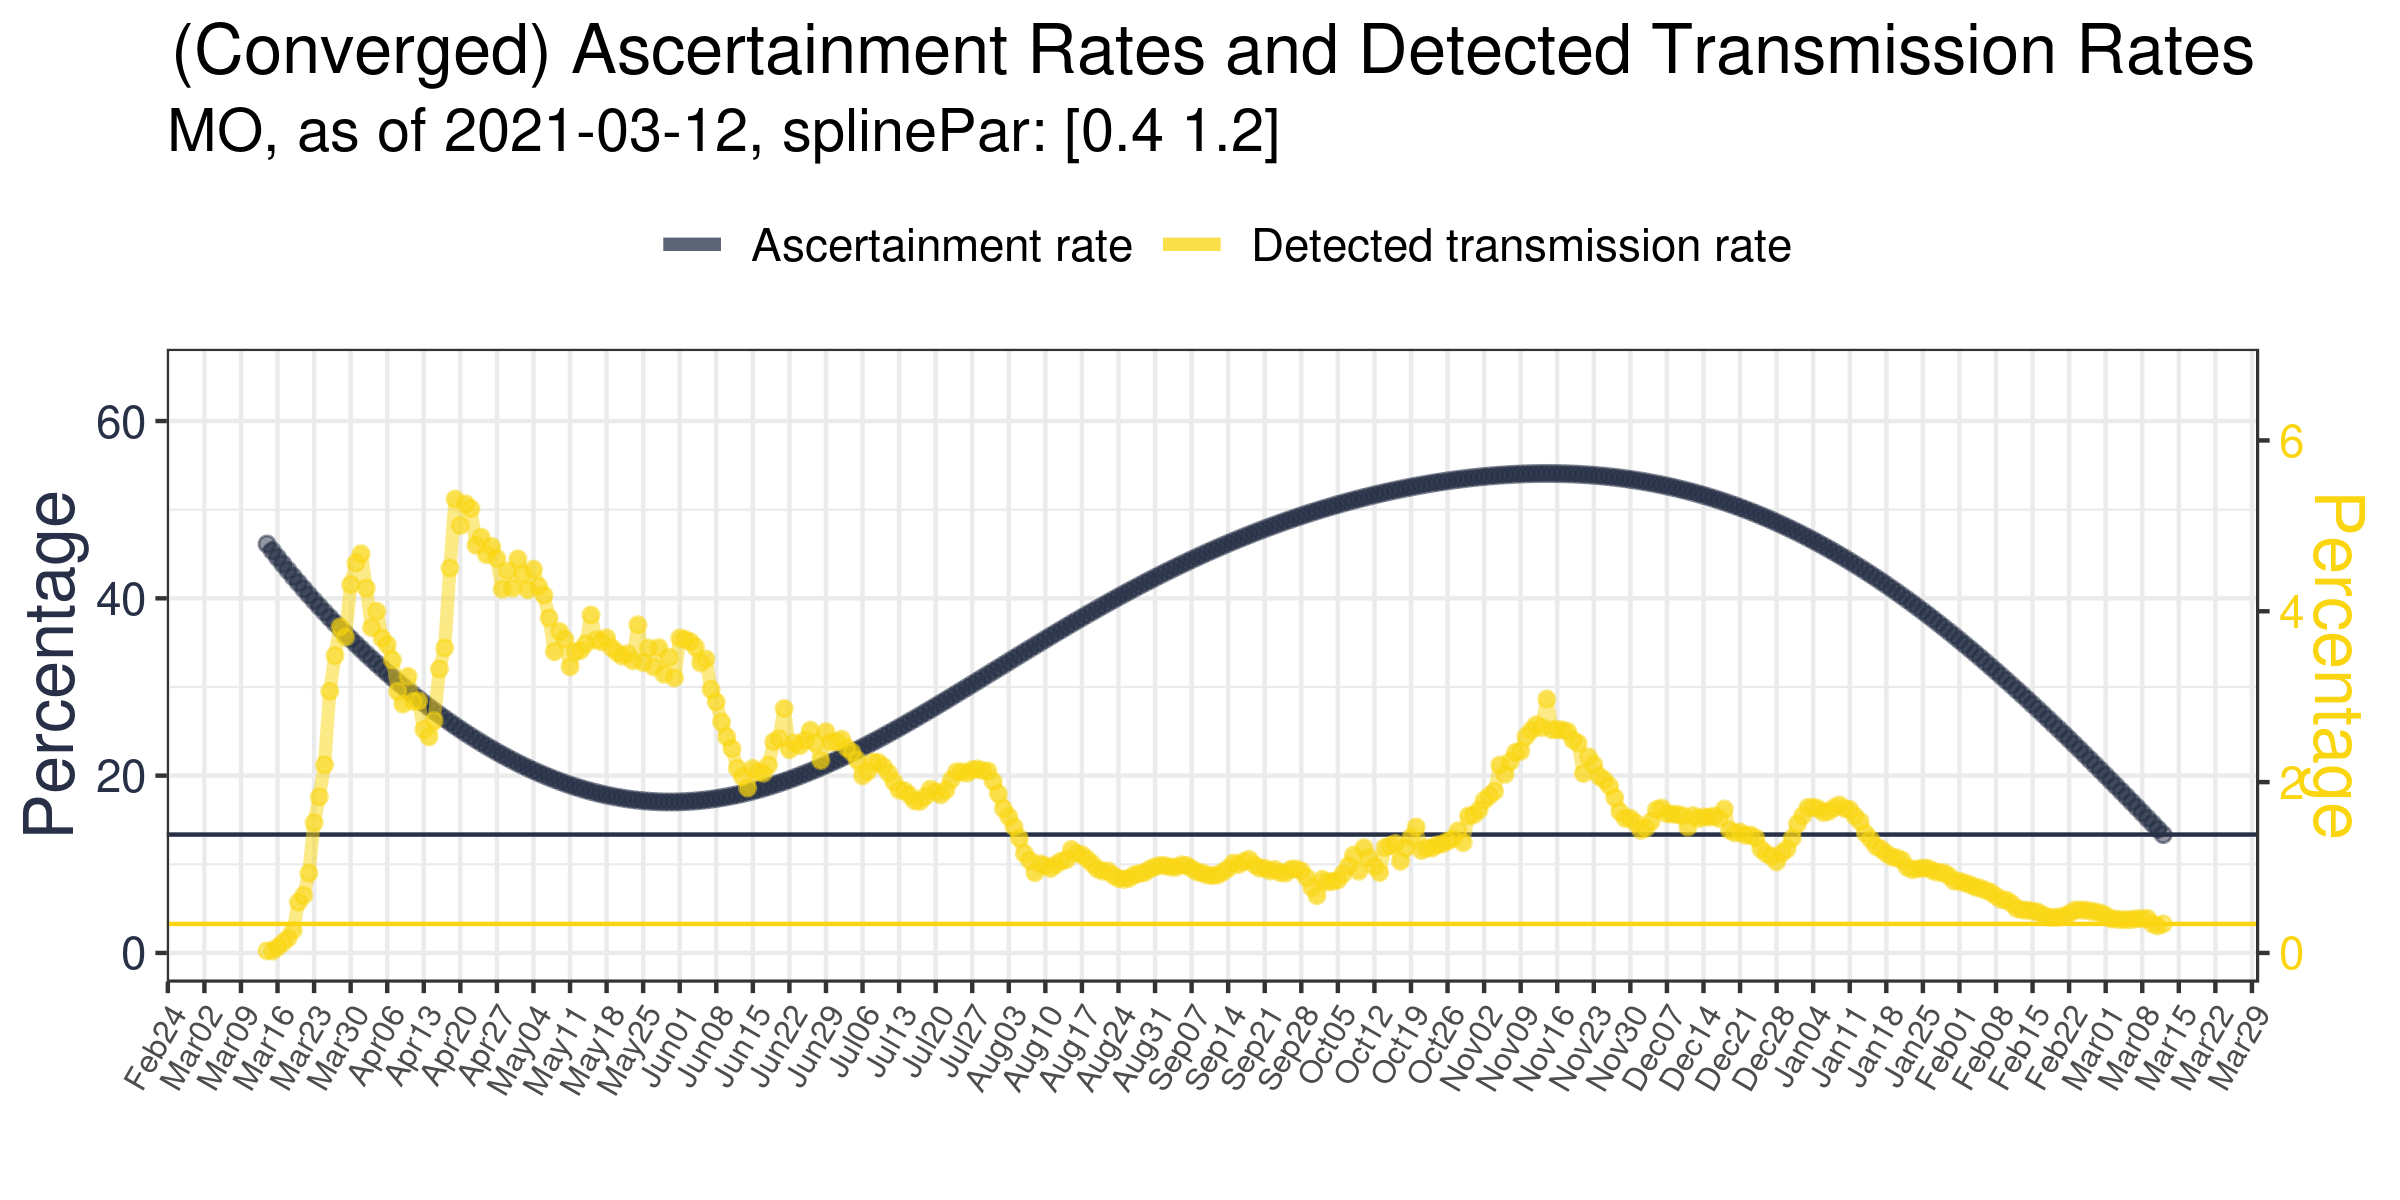 (Converged) Ascertainment Rates and Detected Transmission Rates
MO, as of 2021-03-12, splinePar: [0.4 1.2]
Ascertainment rate Detected transmission rate
Percentage
60
40
20
0
6
4
2
0
Percentage
Feb24 Mar02 Mar09 Mar16 Mar23 Mar30 Apr06 Apr13 Apr20 Apr27 May04 May11 May18 May25 Jun01 Jun08 Jun15 Jun22 Jun29 Jul06 Jul13 Jul20 Jul27 Aug03 Aug10 Aug17 Aug24 Aug31 Sep07 Sep14 Sep21 Sep28 Oct05 Oct12 Oct19 Oct26 Nov02 Nov09 Nov16 Nov23 Nov30 Dec07 Dec14 Dec21 Dec28 Jan04 Jan11 Jan18 Jan25 Feb01 Feb08 Feb15 Feb22 Mar01 Mar08 Mar15 Mar22 Mar29